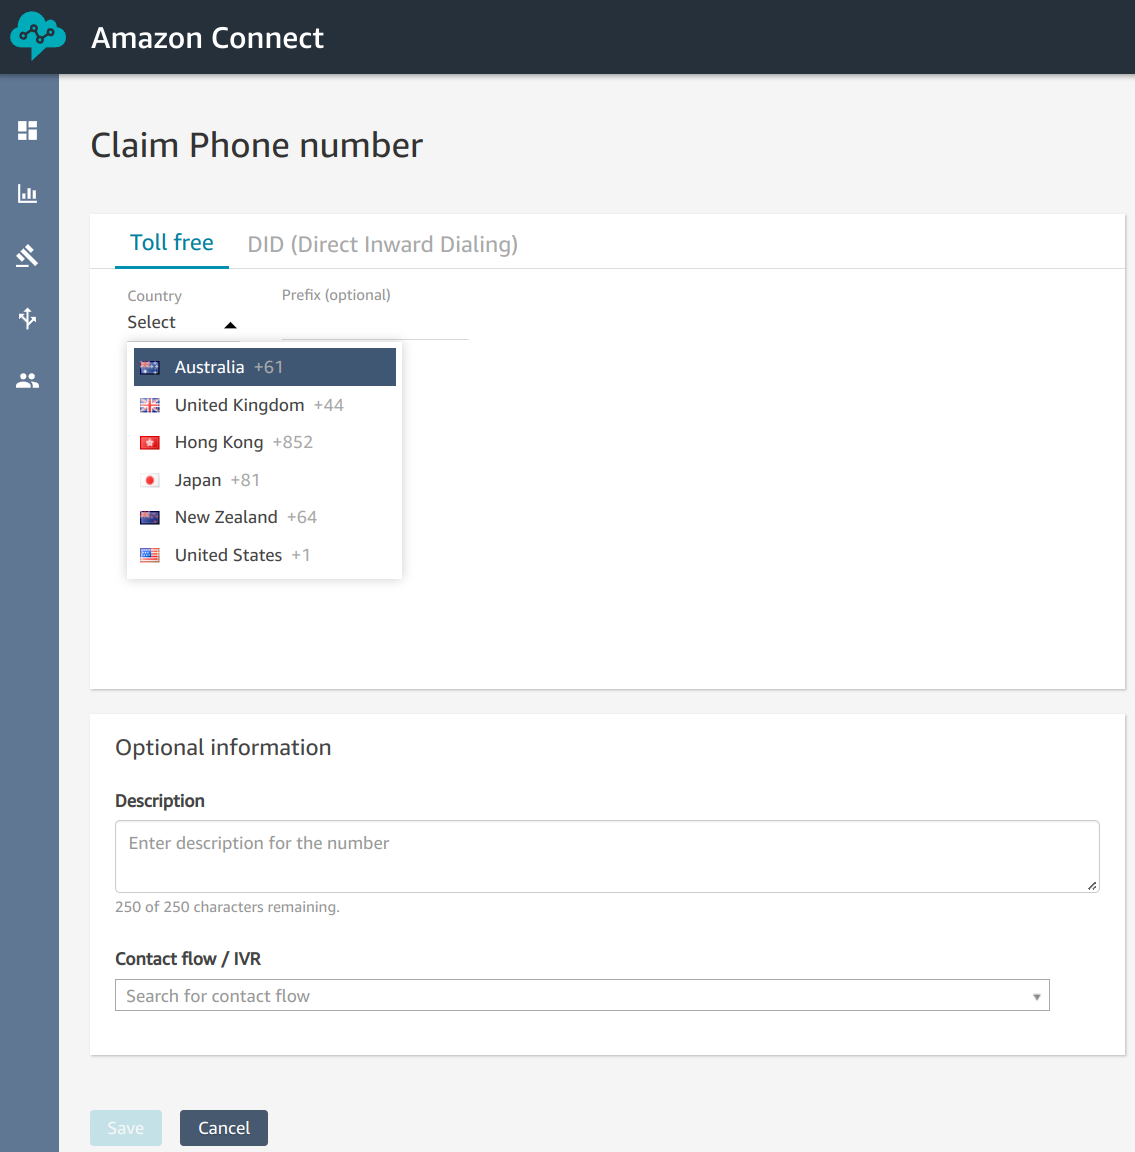 Amazon Connect
Claim Phone number
Toll free DID (Direct Inward Dialing)
Country Prefix (optional)
Select
Australia +61
United Kingdom +44
Hong Kong +852
Japan +81
New Zealand +64
United States +1
Optional information
Description
Enter description for the number
250 of 250 characters remaining.
Contact flow / IVR
Search for contact flow
Save Cancel